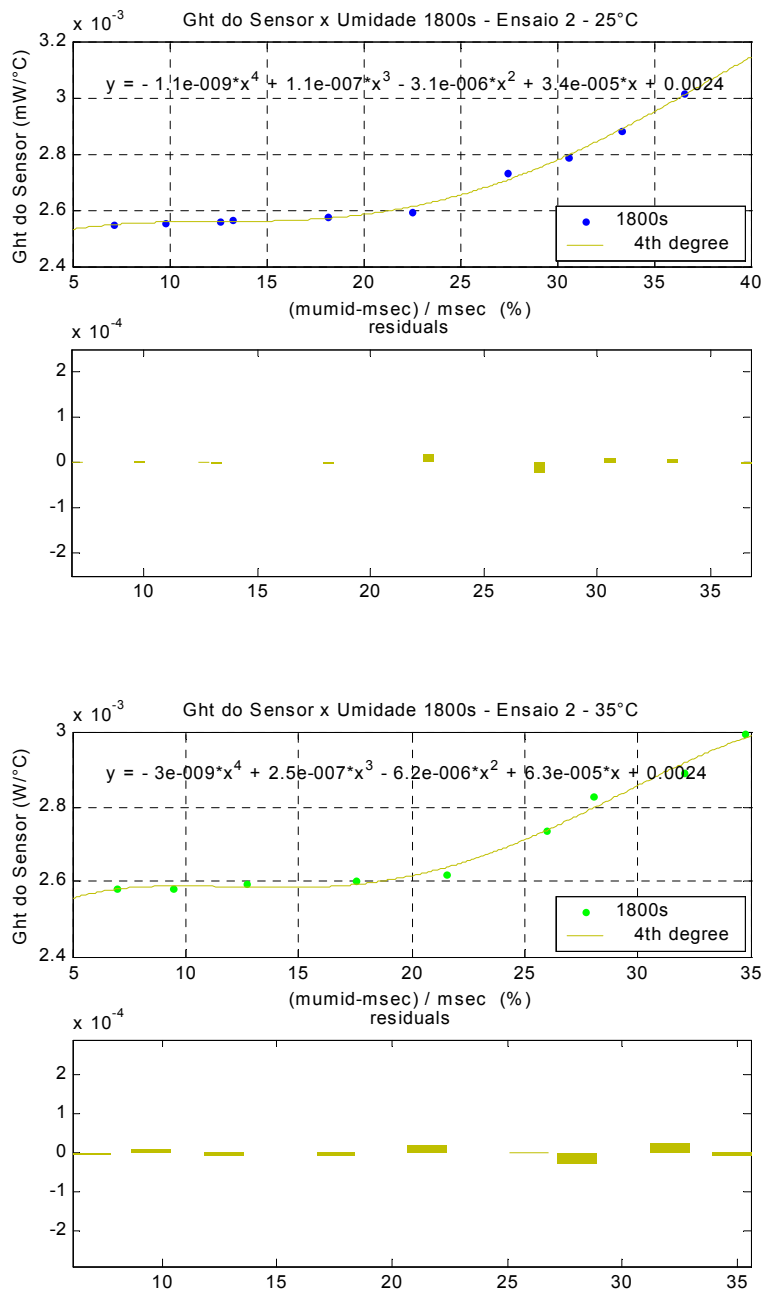 x 10^-3
Ght do Sensor x Umidade 1800s - Ensaio 2 - 25°C
y = - 1.1e-009*x^4 + 1.1e-007*x^3 - 3.1e-006*x^2 + 3.4e-005*x + 0.0024
Ght do Sensor (mW/°C)
3.2
3
2.8
2.6
2.4
1800s
4th degree
5 10 15 20 25 30 35 40
(mumid-msec) / msec (%)
x 10^-4
residuals
2
1
0
-1
-2
10 15 20 25 30 35
x 10^-3
Ght do Sensor x Umidade 1800s - Ensaio 2 - 35°C
y = - 3e-009*x^4 + 2.5e-007*x^3 - 6.2e-006*x^2 + 6.3e-005*x + 0.0024
Ght do Sensor (W/°C)
3
2.8
2.6
2.4
1800s
4th degree
5 10 15 20 25 30 35
(mumid-msec) / msec (%)
x 10^-4
residuals
2
1
0
-1
-2
10 15 20 25 30 35